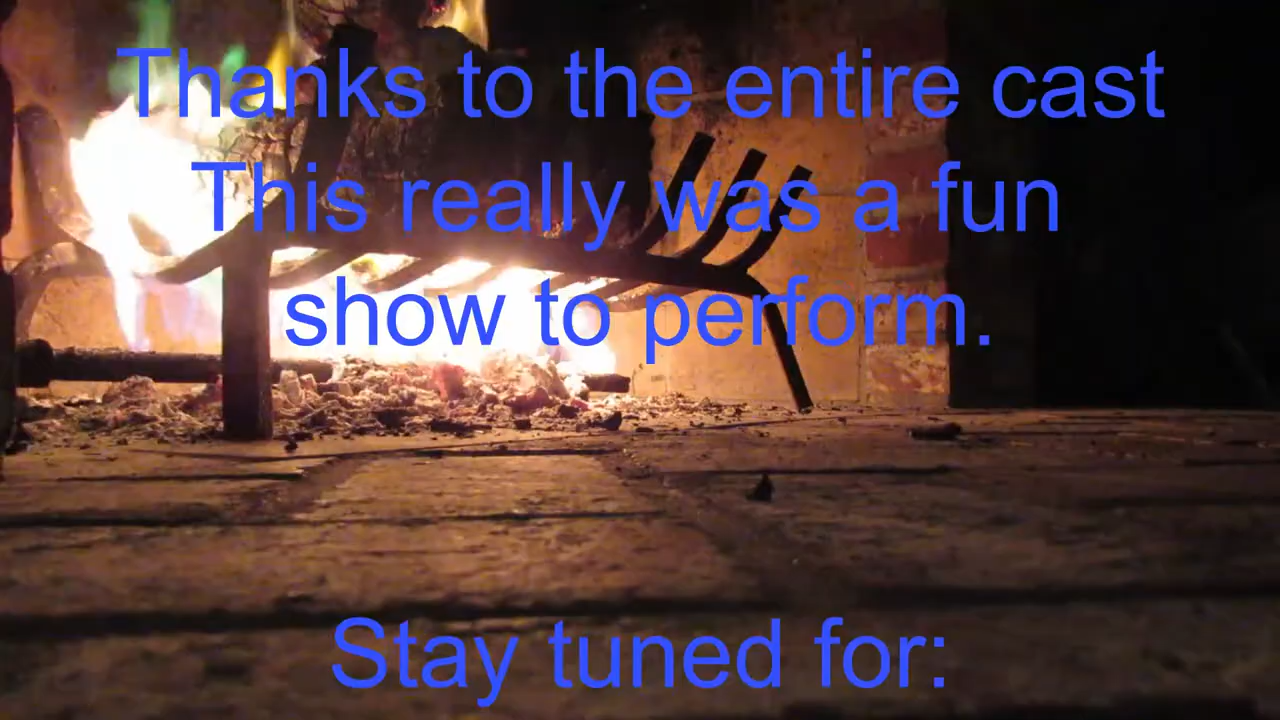 Thanks to the entire cast
This really was a fun
show to perform.
Stay tuned for: